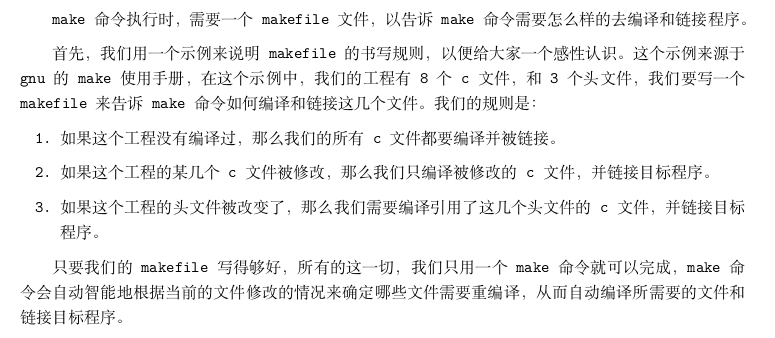 make 命令执行时，需要一个 makefile 文件，以告诉 make 命令需要怎么样的去编译和链接程序。
首先，我们用一个示例来说明 makefile 的书写规则，以便给大家一个感性认识。这个示例来源于
gnu 的 make 使用手册，在这个示例中，我们的工程有 8 个 c 文件，和 3 个头文件，我们要写一个
makefile 来告诉 make 命令如何编译和链接这几个文件。我们的规则是：
1. 如果这个工程没有编译过，那么我们的所有 c 文件都要编译并被链接。
2. 如果这个工程的某几个 c 文件被修改，那么我们只编译被修改的 c 文件，并链接目标程序。
3. 如果这个工程的头文件被改变了，那么我们需要编译引用了这几个头文件的 c 文件，并链接目标
程序。
只要我们的 makefile 写得够好，所有的这一切，我们只用一个 make 命令就可以完成，make 命
令会自动智能地根据当前的文件修改的情况来确定哪些文件需要重编译，从而自动编译所需要的文件和
链接目标程序。